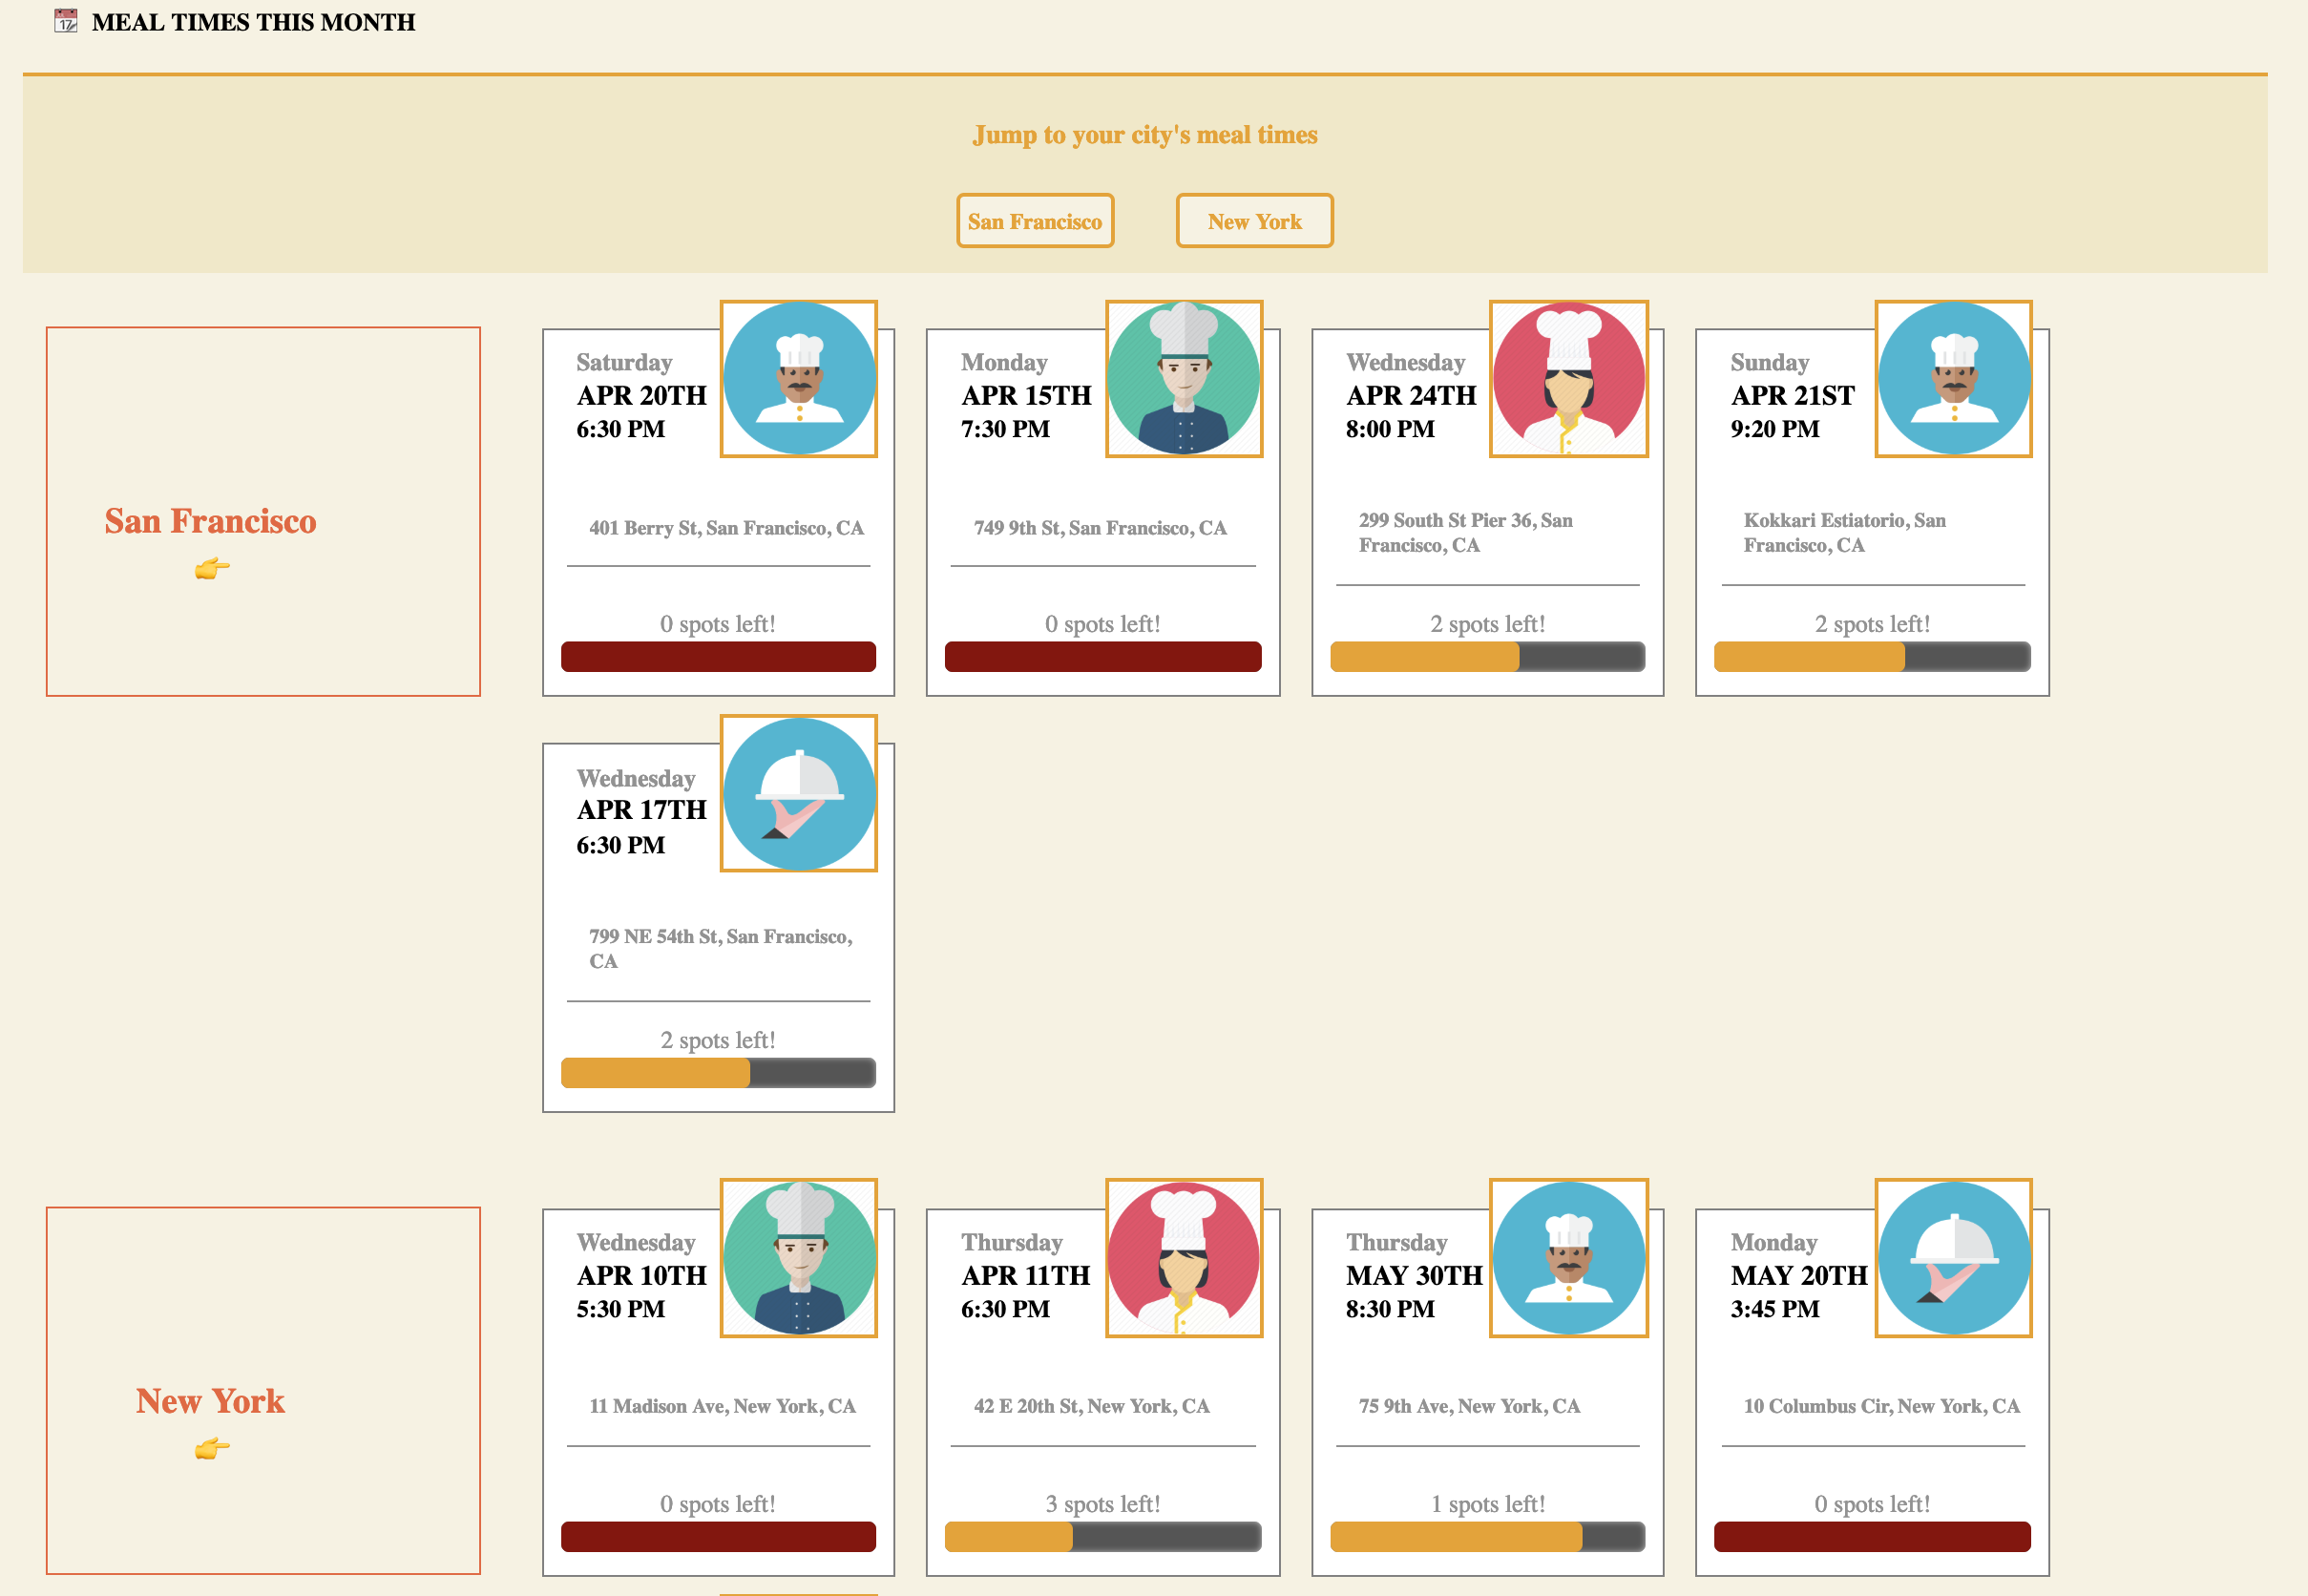 MEAL TIMES THIS MONTH
Jump to your city's meal times
San Francisco
New York
San Francisco
Saturday
APR 20TH
6:30 PM
401 Berry St, San Francisco, CA
0 spots left!
Monday
APR 15TH
7:30 PM
749 9th St, San Francisco, CA
0 spots left!
Wednesday
APR 24TH
8:00 PM
299 South St Pier 36, San
Francisco, CA
2 spots left!
Sunday
APR 21ST
9:20 PM
Kokkari Estiatorio, San
Francisco, CA
2 spots left!
Wednesday
APR 17TH
6:30 PM
799 NE 54th St, San Francisco,
CA
2 spots left!
New York
Wednesday
APR 10TH
5:30 PM
11 Madison Ave, New York, CA
0 spots left!
Thursday
APR 11TH
6:30 PM
42 E 20th St, New York, CA
3 spots left!
Thursday
MAY 30TH
8:30 PM
75 9th Ave, New York, CA
1 spots left!
Monday
MAY 20TH
3:45 PM
10 Columbus Cir, New York, CA
0 spots left!